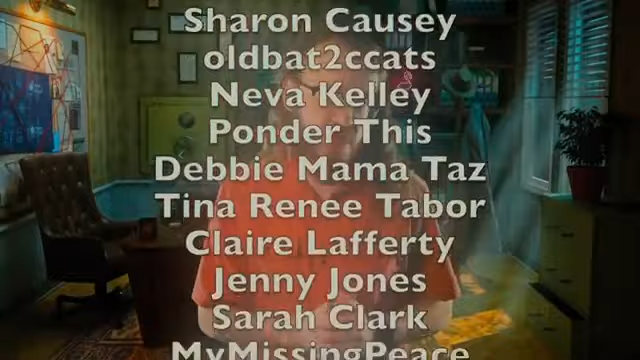 Sharon Causey
oldbat2ccats
Neva Kelley
Ponder This
Debbie Mama Taz
Tina Renee Tabor
Claire Lafferty
Jenny Jones
Sarah Clark
MyMissingPeace